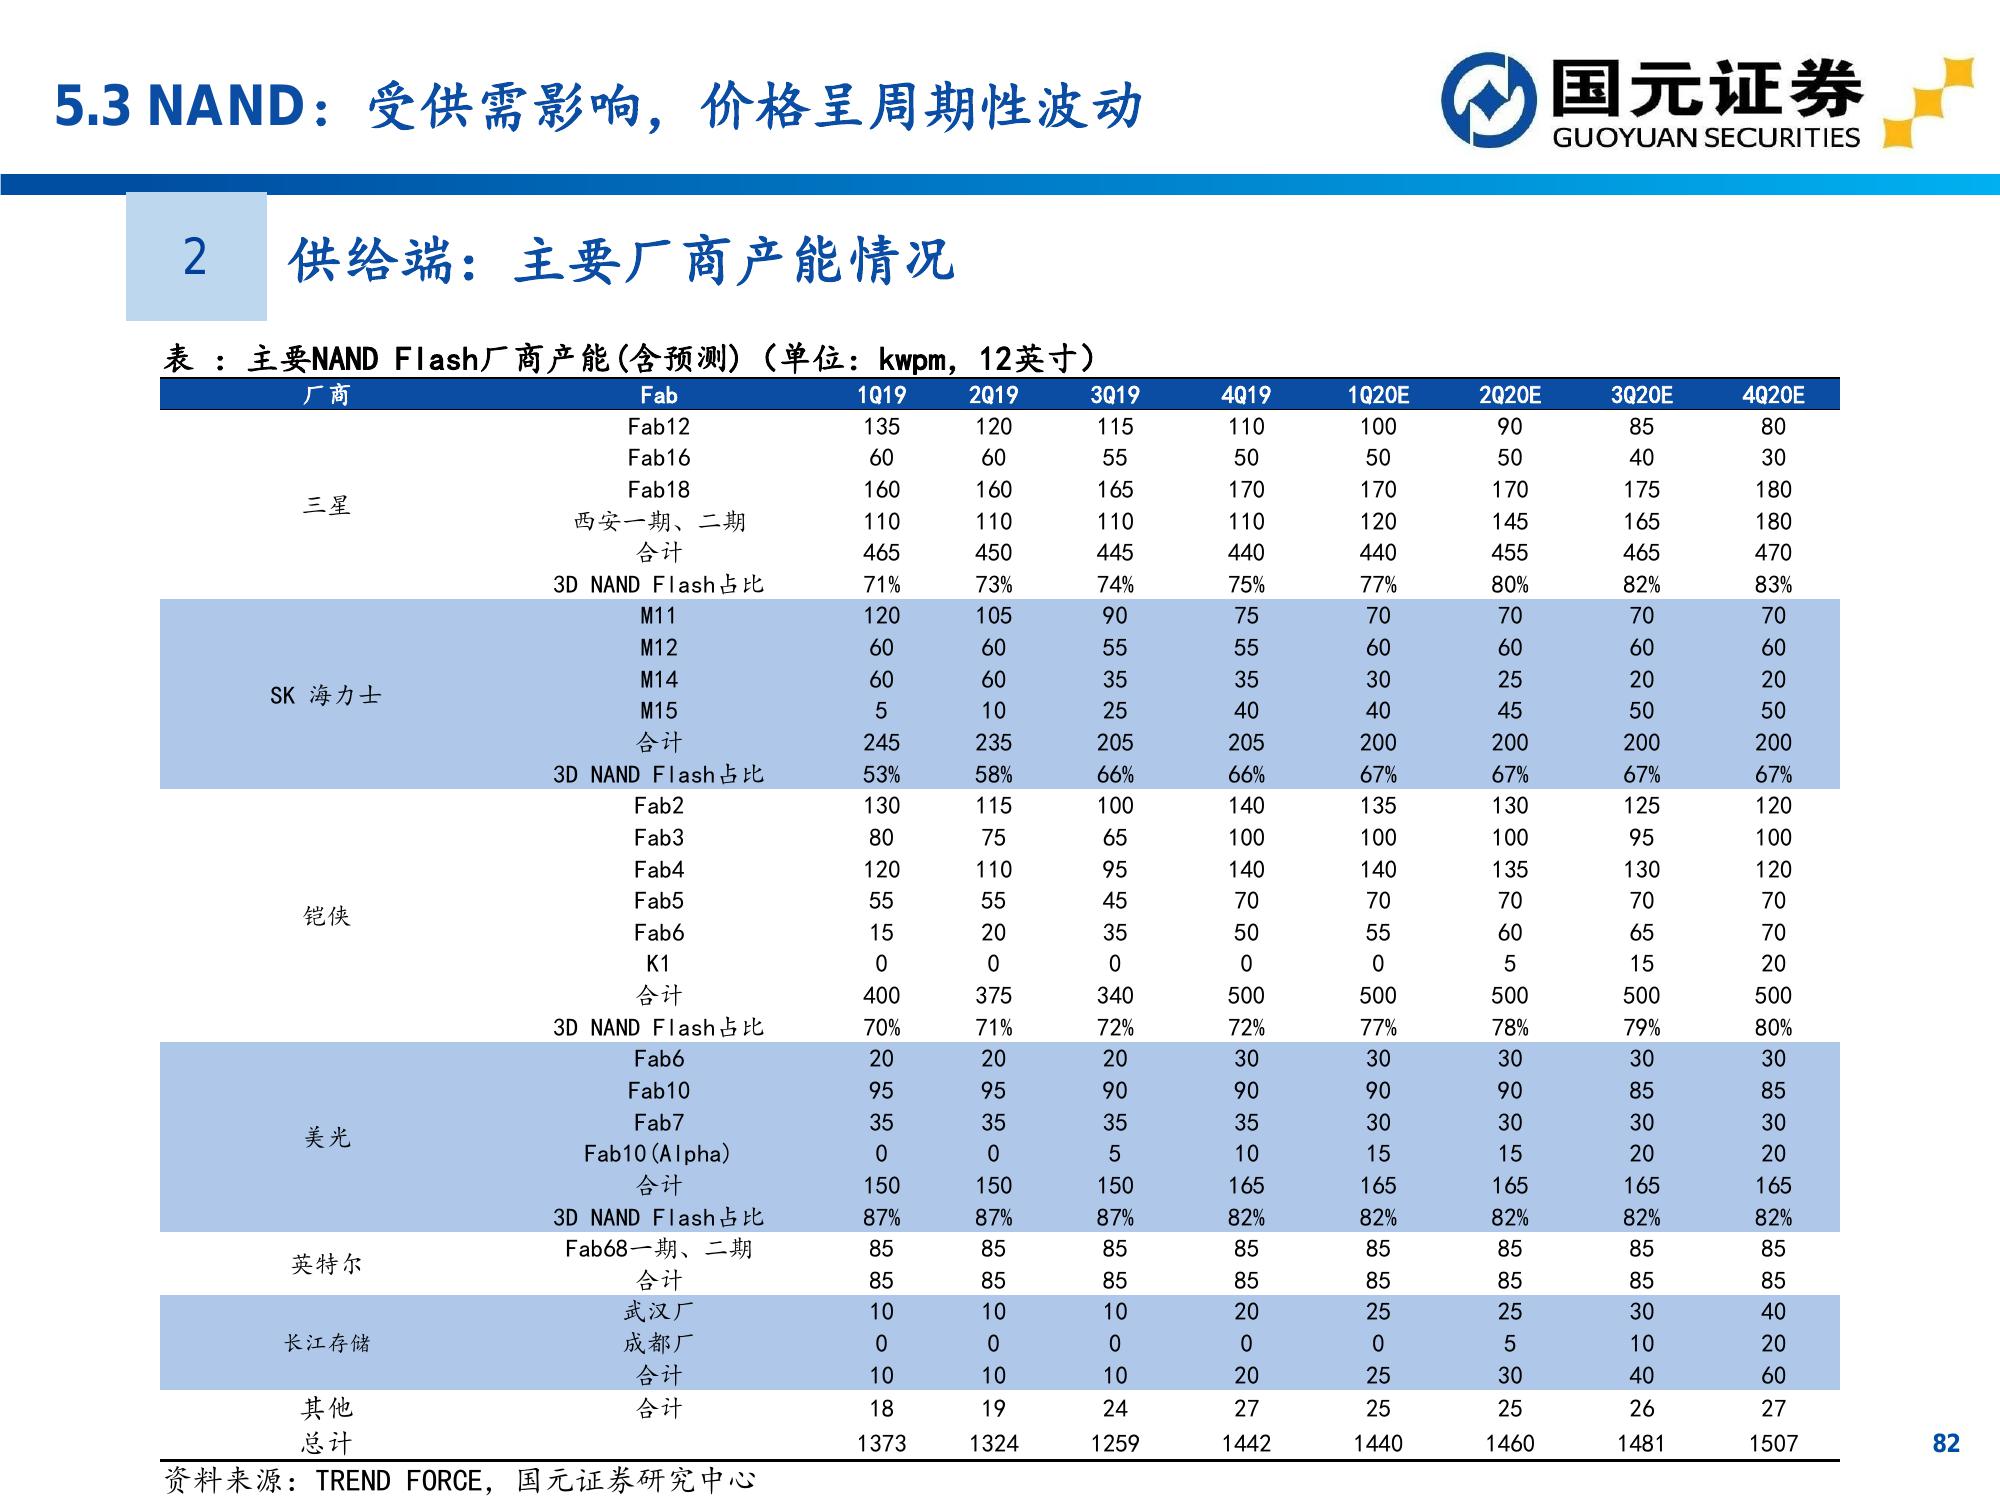 5.3 NAND：受供需影响，价格呈周期性波动
国元证券
GUOYUAN SECURITIES
2
供给端：主要厂商产能情况
表 ：主要NAND Flash厂商产能(含预测)（单位：kwpm，12英寸）
厂商 Fab 1Q19 2Q19 3Q19 4Q19 1Q20E 2Q20E 3Q20E 4Q20E
三星
Fab12 135 120 115 110 100 90 85 80
Fab16 60 60 55 50 50 50 40 30
Fab18 160 160 165 170 170 170 175 180
西安一期、二期 110 110 110 110 120 145 165 180
合计 465 450 445 440 440 455 465 470
3D NAND Flash占比 71% 73% 74% 75% 77% 80% 82% 83%
SK 海力士
M11 120 105 90 75 70 70 70 70
M12 60 60 55 55 60 60 60 60
M14 60 60 35 35 30 25 20 20
M15 5 10 25 40 40 45 50 50
合计 245 235 205 205 200 200 200 200
3D NAND Flash占比 53% 58% 66% 66% 67% 67% 67% 67%
铠侠
Fab2 130 115 100 140 135 130 125 120
Fab3 80 75 65 100 100 100 95 100
Fab4 120 110 95 140 140 135 130 120
Fab5 55 55 45 70 70 70 70 70
Fab6 15 20 35 50 55 60 65 70
K1 0 0 0 0 0 5 15 20
合计 400 375 340 500 500 500 500 500
3D NAND Flash占比 70% 71% 72% 72% 77% 78% 79% 80%
美光
Fab6 20 20 20 30 30 30 30 30
Fab10 95 95 90 90 90 90 85 85
Fab7 35 35 35 35 30 30 30 30
Fab10(Alpha) 0 0 5 10 15 15 20 20
合计 150 150 150 165 165 165 165 165
3D NAND Flash占比 87% 87% 87% 82% 82% 82% 82% 82%
英特尔
Fab68一期、二期 85 85 85 85 85 85 85 85
合计 85 85 85 85 85 85 85 85
长江存储
武汉厂 10 10 10 20 25 25 30 40
成都厂 0 0 0 0 0 5 10 20
合计 10 10 10 20 25 30 40 60
其他 合计 18 19 24 27 25 25 26 27
总计 1373 1324 1259 1442 1440 1460 1481 1507
82
资料来源：TREND FORCE，国元证券研究中心